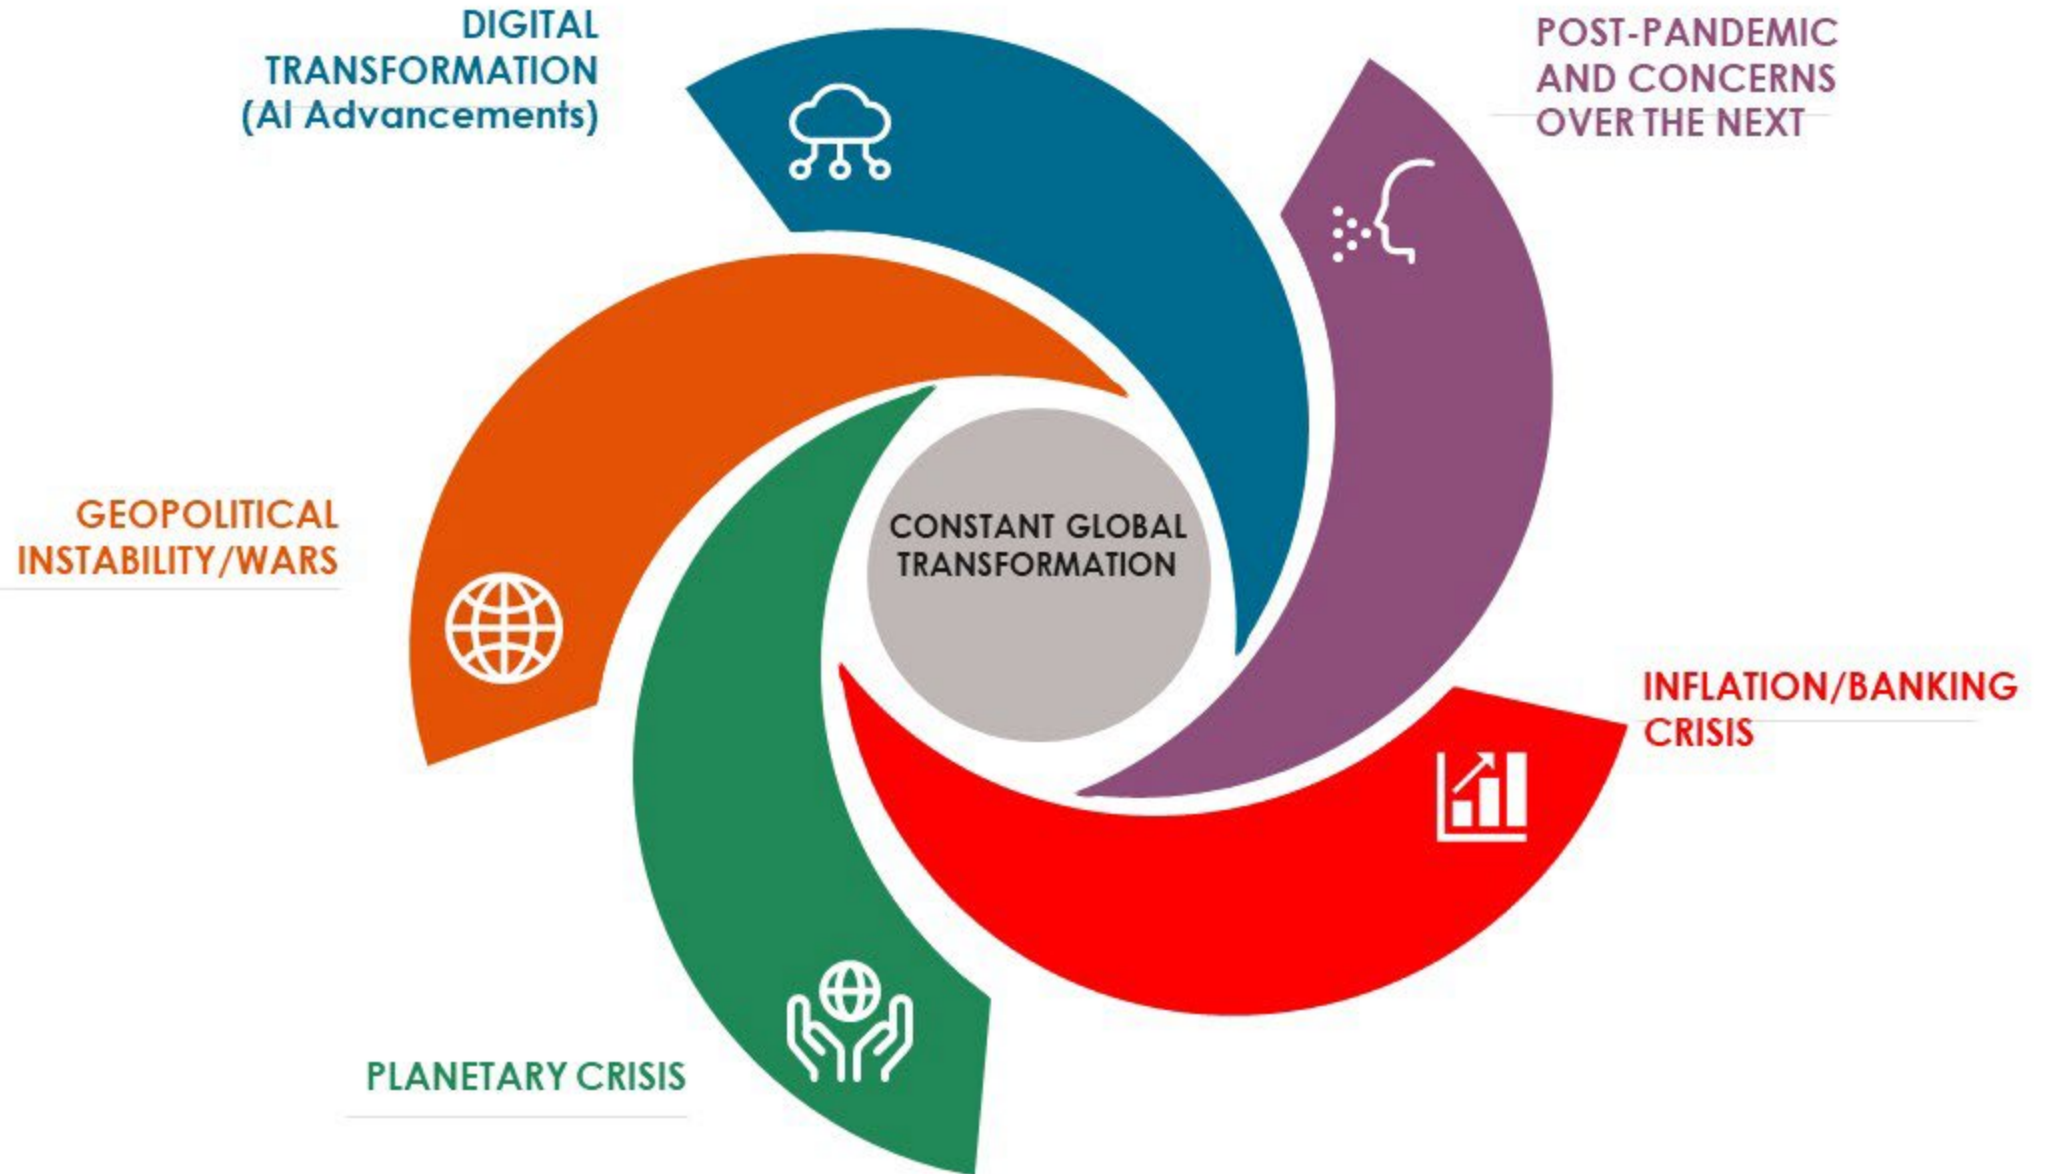 DIGITAL
TRANSFORMATION
(AI Advancements)
POST-PANDEMIC
AND CONCERNS
OVER THE NEXT
GEOPOLITICAL
INSTABILITY/WARS
CONSTANT GLOBAL
TRANSFORMATION
INFLATION/BANKING
CRISIS
PLANETARY CRISIS